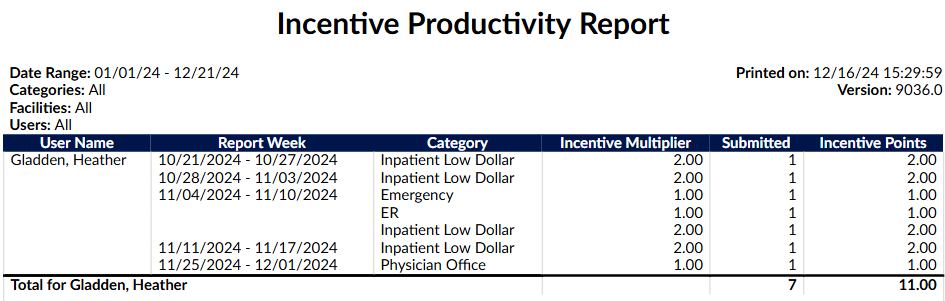 Incentive Productivity Report
Date Range: 01/01/24 - 12/21/24 Printed on: 12/16/24 15:29:59
Categories: All Version: 9036.0
Facilities: All
Users: All
User Name Report Week Category Incentive Multiplier Submitted Incentive Points
Gladden, Heather 10/21/2024 - 10/27/2024 Inpatient Low Dollar 2.00 1 2.00
10/28/2024 - 11/03/2024 Inpatient Low Dollar 2.00 1 2.00
11/04/2024 - 11/10/2024 Emergency 1.00 1 1.00
ER 1.00 1 1.00
Inpatient Low Dollar 2.00 1 2.00
11/11/2024 - 11/17/2024 Inpatient Low Dollar 2.00 1 2.00
11/25/2024 - 12/01/2024 Physician Office 1.00 1 1.00
Total for Gladden, Heather 7 11.00